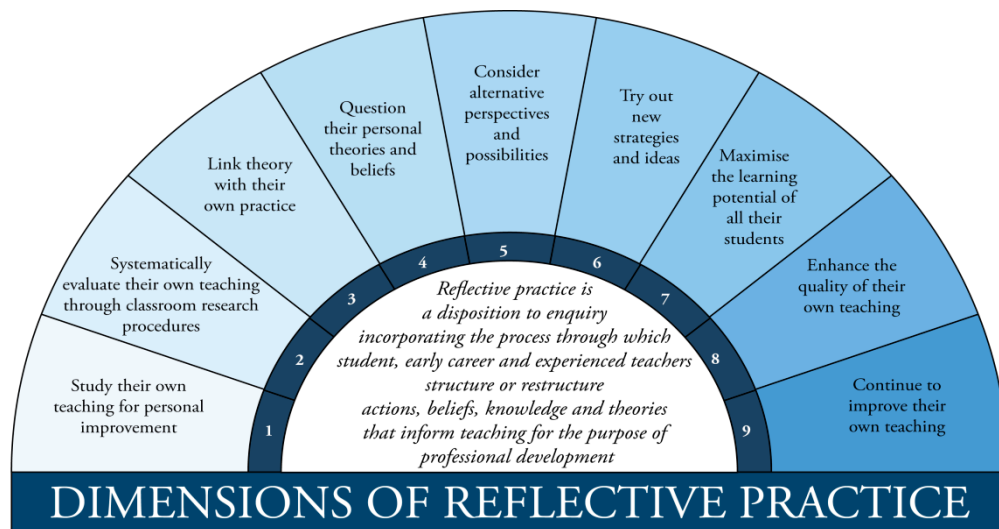 Study their own
teaching for personal
improvement
1
Systematically
evaluate their own teaching
through classroom research
procedures
2
Link theory
with their
own practice
3
Question
their personal
theories and
beliefs
4
Consider
alternative
perspectives
and
possibilities
5
Try out
new
strategies
and ideas
6
Maximise
the learning
potential of
all their
students
7
Enhance the
quality of their
own teaching
8
Continue to
improve their
own teaching
9
Reflective practice is
a disposition to enquiry
incorporating the process through which
student, early career and experienced teachers
structure or restructure
actions, beliefs, knowledge and theories
that inform teaching for the purpose of
professional development
DIMENSIONS OF REFLECTIVE PRACTICE